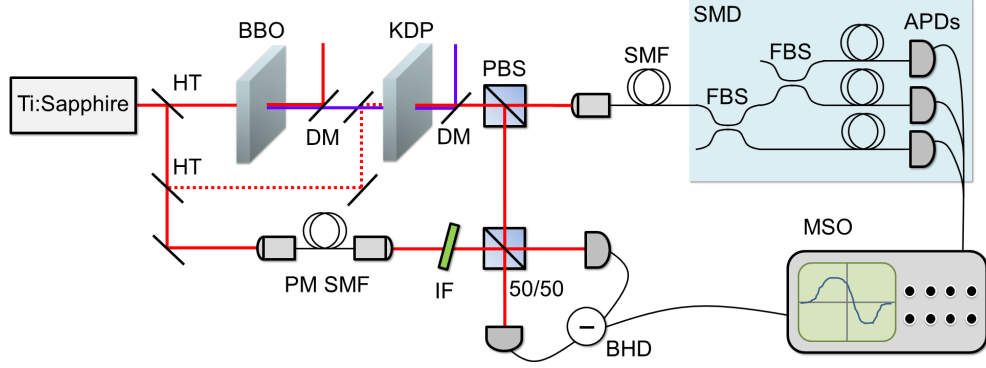 SMD
APDs
BBO
KDP
SMF
FBS
HT
PBS
Ti:Sapphire
FBS
DM
DM
HT
MSO
PM SMF
IF
50/50
BHD